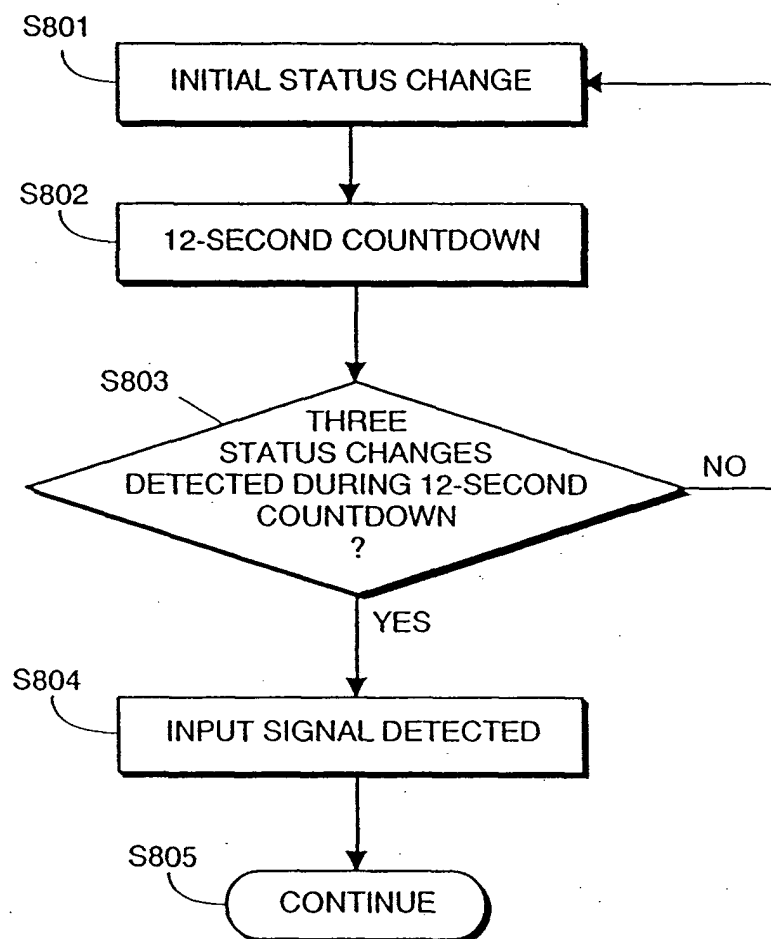 S801
INITIAL STATUS CHANGE
S802
12-SECOND COUNTDOWN
S803
THREE
STATUS CHANGES
DETECTED DURING 12-SECOND
COUNTDOWN
?
NO
YES
S804
INPUT SIGNAL DETECTED
S805
CONTINUE